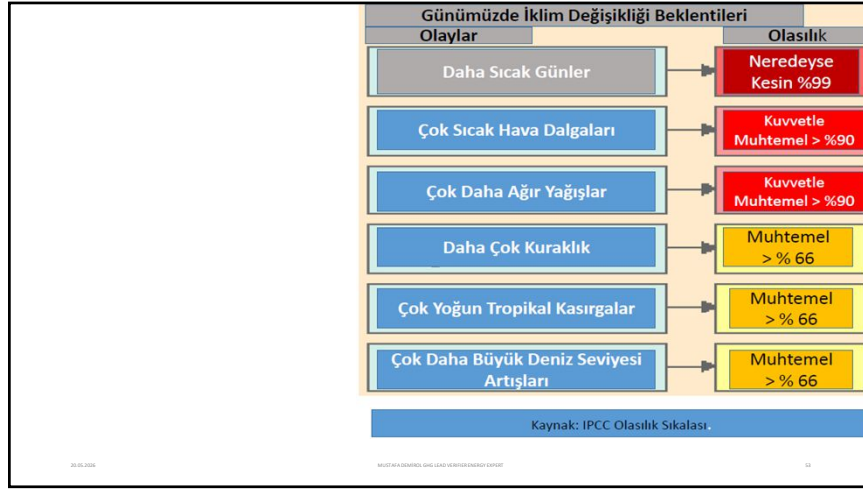 Günümüzde İklim Değişikliği Beklentileri
Olaylar Olasılık
Daha Sıcak Günler
Neredeyse
Kesin %99
Çok Sıcak Hava Dalgaları
Kuvvetle
Muhtemel > %90
Çok Daha Ağır Yağışlar
Kuvvetle
Muhtemel > %90
Daha Çok Kuraklık
Muhtemel
> % 66
Çok Yoğun Tropikal Kasırgalar
Muhtemel
> % 66
Çok Daha Büyük Deniz Seviyesi
Artışları
Muhtemel
> % 66
Kaynak: IPCC Olasılık Sıkalası.
20.05.2026 MUSTAFA DEMİROL GHG LEAD VERIFIER ENERGY EXPERT 53